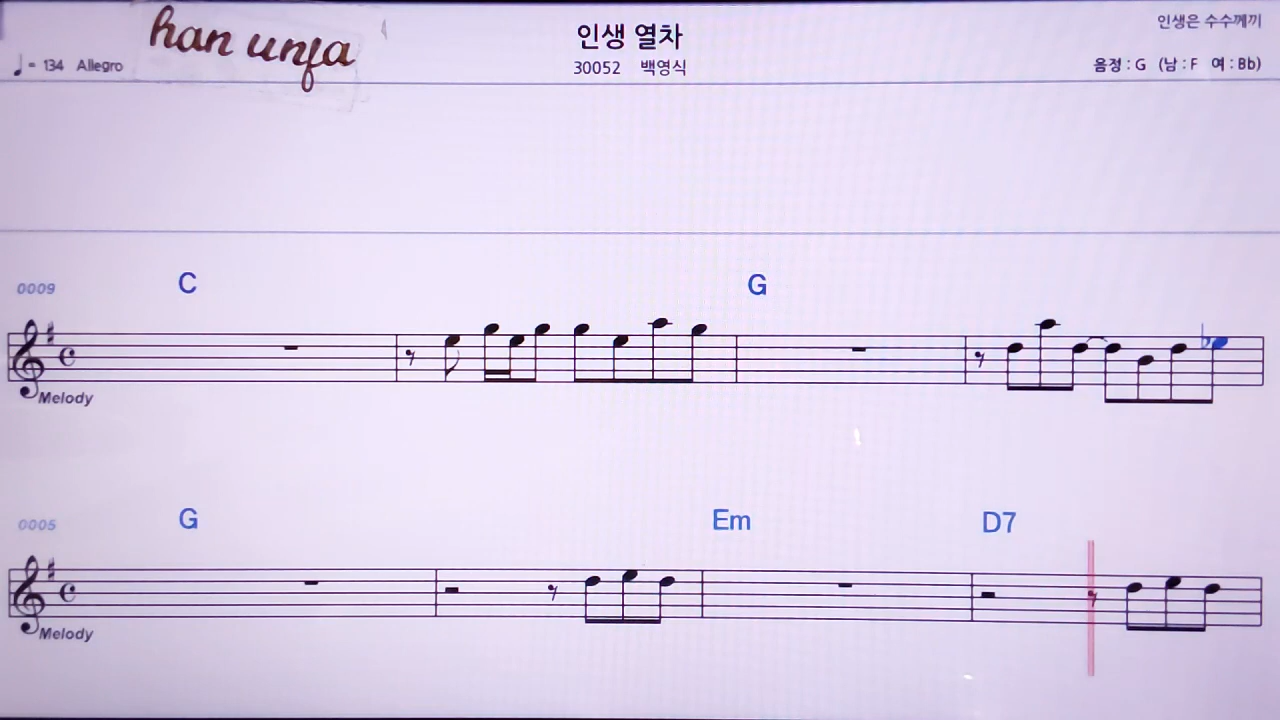 han unja
인생 열차
인생은 수수께끼
♩= 134 Allegro
30052 백영식
음정 : G (남 : F 여 : Bb)
0009
C
G
Melody
0005
G
Em
D7
Melody